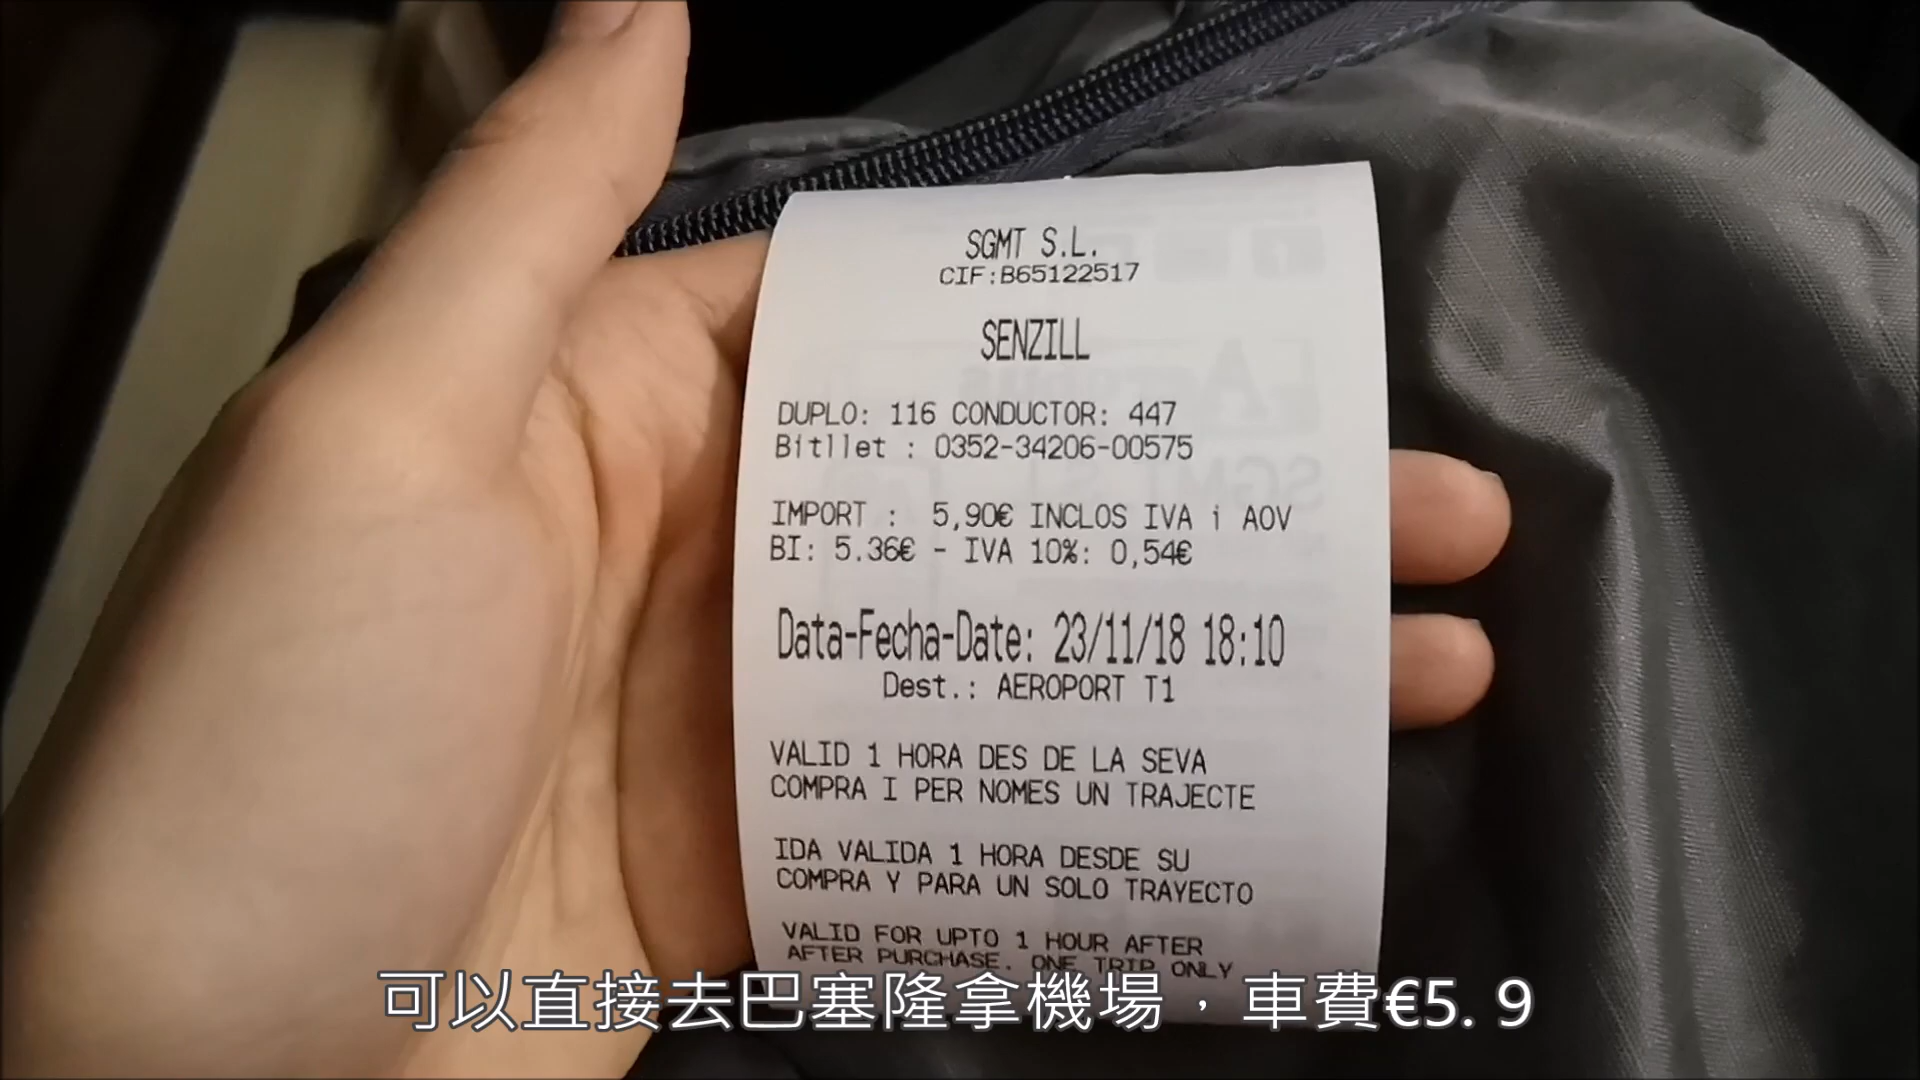 SGMT S.L.
CIF:B65122517
SENZILL
DUPLO: 116 CONDUCTOR: 447
Bitllet : 0352-34206-00575
IMPORT : 5,90€ INCLOS IVA i AOV
BI: 5.36€ - IVA 10%: 0,54€
Data-Fecha-Date: 23/11/18 18:10
Dest.: AEROPORT T1
VALID 1 HORA DES DE LA SEVA
COMPRA I PER NOMES UN TRAJECTE
IDA VALIDA 1 HORA DESDE SU
COMPRA Y PARA UN SOLO TRAYECTO
VALID FOR UPTO 1 HOUR AFTER
AFTER PURCHASE. ONE TRIP ONLY
可以直接去巴塞隆拿機場，車費€5. 9